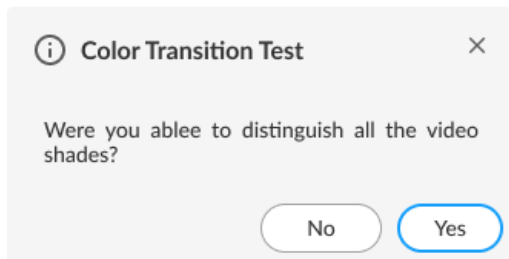 Color Transition Test
Were you ablee to distinguish all the video
shades?
No
Yes